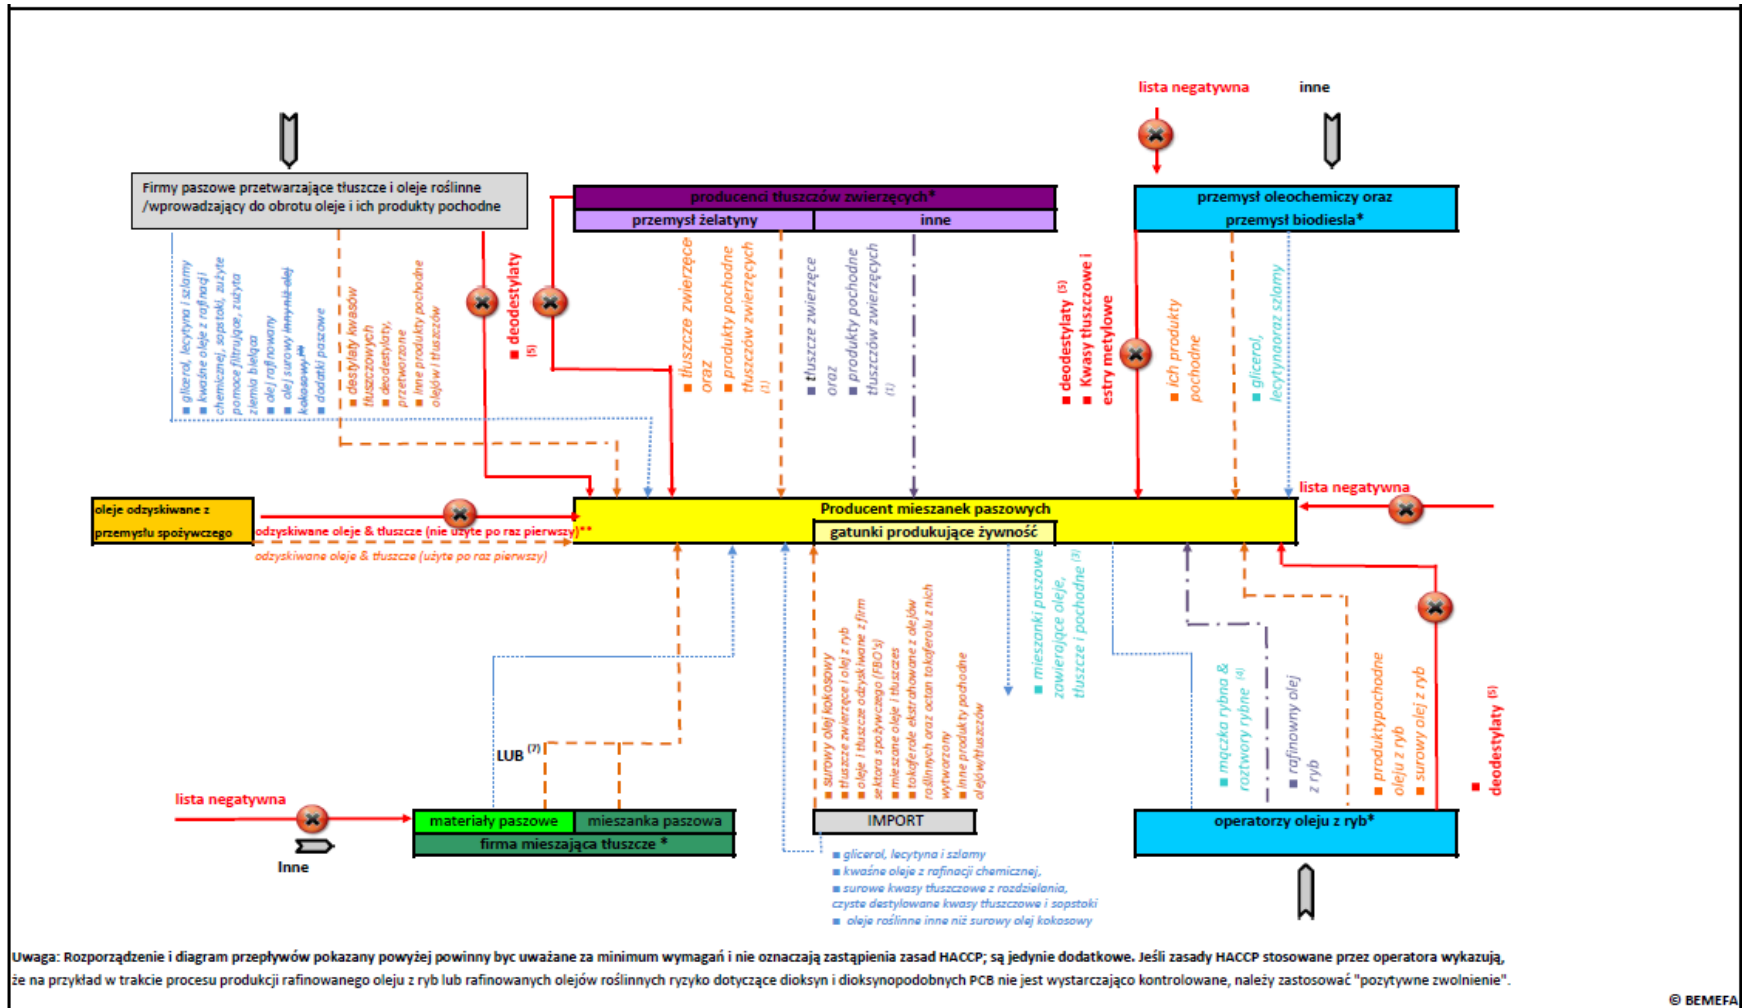 lista negatywna
inne
Firmy paszowe przetwarzające tłuszcze i oleje roślinne
/wprowadzający do obrotu oleje i ich produkty pochodne
producenci tłuszczów zwierzęcych*
przemysł żelatyny
inne
przemysł oleochemiczy oraz
przemysł biodiesla*
■ glicerol, lecytyna i szlamy
■ kwaśne oleje z rafinacji
chemicznej, sopstoki, zużyte
pomoce filtrujące, zużyta
ziemia bieląca
■ olej rafinowany
■ olej surowy innyniż olej
kokosowy
■ dodatki paszowe
■ destylaty kwasów
tłuszczowych
■ deodestylaty,
przetworzone
■ Inne produkty pochodne
olejów i tłuszczów
■ deodestylaty
(5)
■ tłuszcze zwierzęce
oraz
■ produkty pochodne
tłuszczów zwierzęcych
(1)
■ tłuszcze zwierzęce
oraz
■ produkty pochodne
tłuszczów zwierzęcych
(1)
■ deodestylaty (5)
■ Kwasy tłuszczowe i
estry metylowe
■ ich produkty
pochodne
■ glicerol,
lecytynaoraz szlamy
oleje odzyskiwane z
przemysłu spożywczego
odzyskiwane oleje & tłuszcze (nie użyte po raz pierwszy)**
odzyskiwane oleje & tłuszcze (użyte po raz pierwszy)
Producent mieszanek paszowych
gatunki produkujące żywność
lista negatywna
■ surowy olej kokosowy
■ tłuszcze zwierzęce i olej z ryb
■ oleje i tłuszcze odzyskiwane z firm
sektora spożywczego (FBO's)
■ mieszane oleje i tłuszczes
■ tokoferole ekstrahowane z olejów
roślinnych oraz octan tokoferolu z nich
wytworzony
■ inne produkty pochodne
olejów/tłuszczów
■ mieszanki paszowe
zawierające oleje,
tłuszcze i pochodne (3)
■ mączka rybna &
roztwory rybne (4)
■ rafinowny olej
z ryb
■ produktypochodne
oleju z ryb
■ surowy olej z ryb
■ deodestylaty (5)
LUB (7)
lista negatywna
Inne
materiały paszowe
mieszanka paszowa
firma mieszająca tłuszcze *
IMPORT
operatorzy oleju z ryb*
■ glicerol, lecytyna i szlamy
■ kwaśne oleje z rafinacji chemicznej,
■ surowe kwasy tłuszczowe z rozdzielania,
czyste destylowane kwasy tłuszczowe i sopstoki
■ oleje roślinne inne niż surowy olej kokosowy
Uwaga: Rozporządzenie i diagram przepływów pokazany powyżej powinny byc uważane za minimum wymagań i nie oznaczają zastąpienia zasad HACCP; są jedynie dodatkowe. Jeśli zasady HACCP stosowane przez operatora wykazują,
że na przykład w trakcie procesu produkcji rafinowanego oleju z ryb lub rafinowanych olejów roślinnych ryzyko dotyczące dioksyn i dioksynopodobnych PCB nie jest wystarczająco kontrolowane, należy zastosować "pozytywne zwolnienie".
© BEMEFA